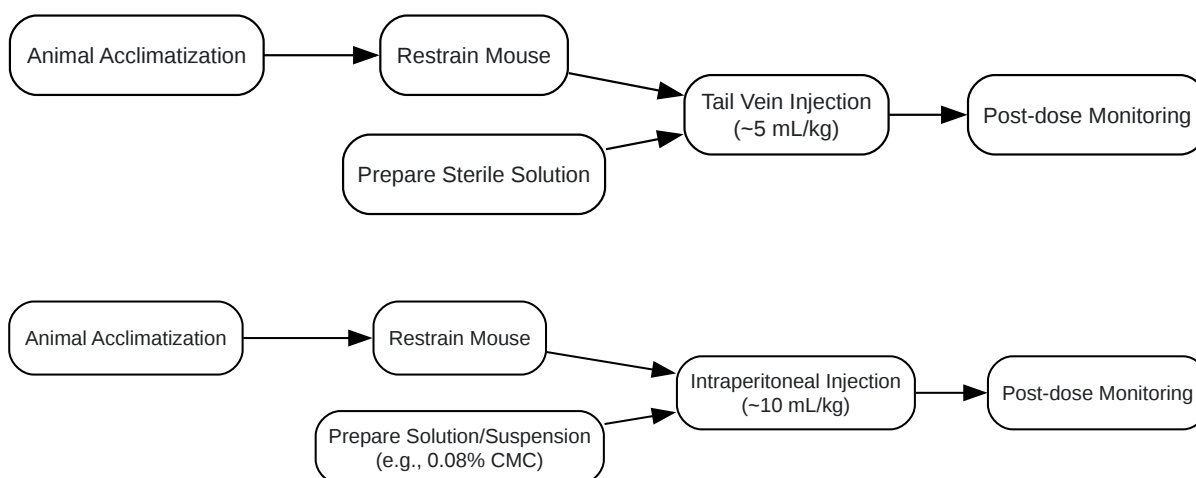 Animal Acclimatization
Restrain Mouse
Prepare Sterile Solution
Tail Vein Injection
(~5 mL/kg)
Post-dose Monitoring
Animal Acclimatization
Restrain Mouse
Prepare Solution/Suspension
(e.g., 0.08% CMC)
Intraperitoneal Injection
(~10 mL/kg)
Post-dose Monitoring